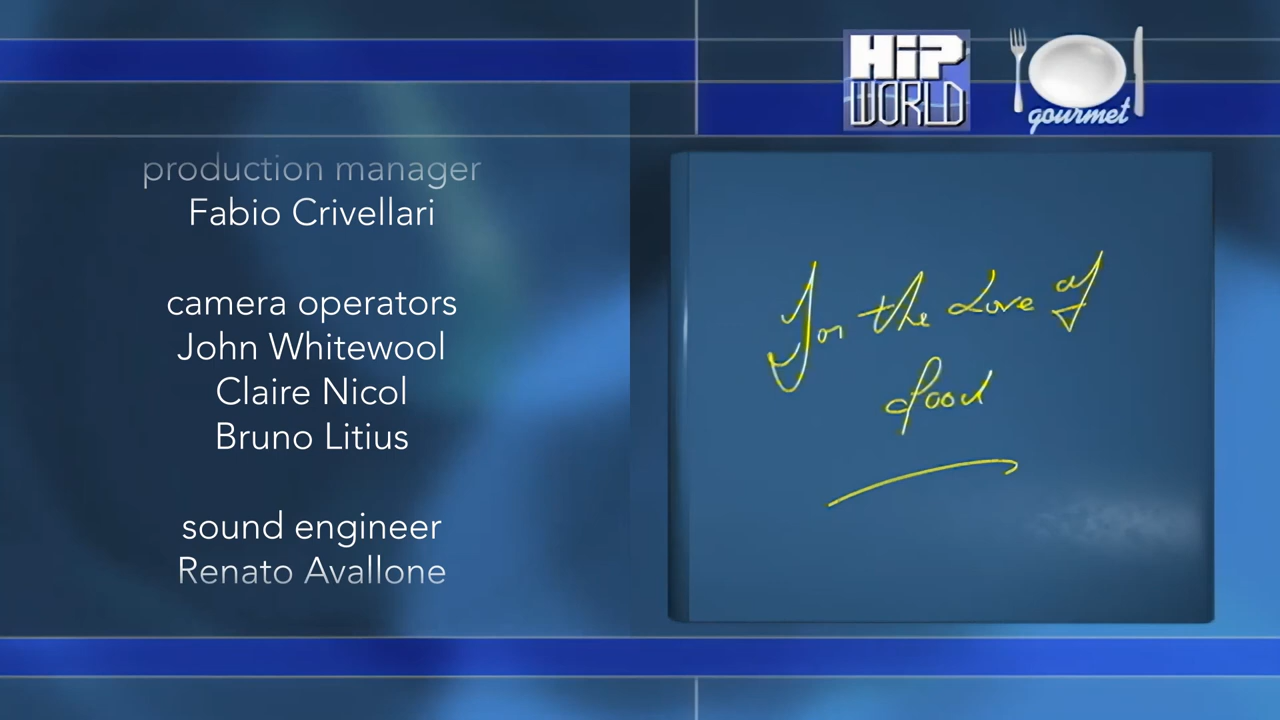 HiP
WORLD
gourmet
production manager
Fabio Crivellari
camera operators
John Whitewool
Claire Nicol
Bruno Litius
sound engineer
Renato Avallone
For the Love of
Food